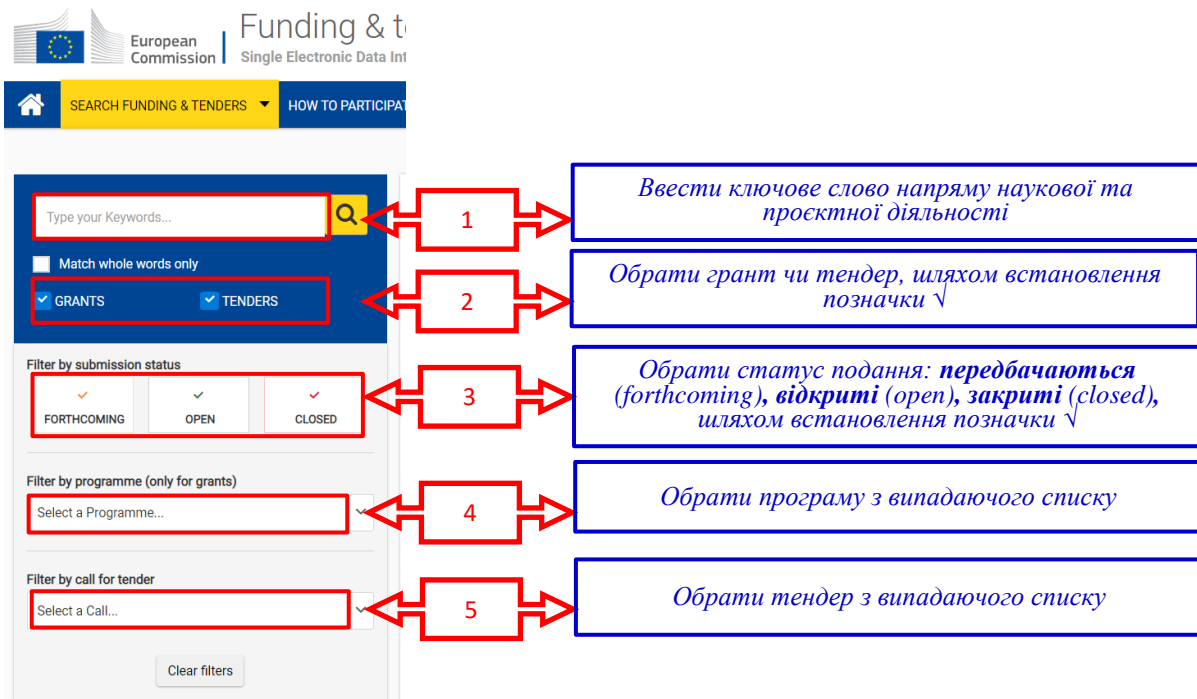 Funding & t
European
Commission
Single Electronic Data Int
SEARCH FUNDING & TENDERS
HOW TO PARTICIPAT
Type your Keywords...
1
Ввести ключове слово напряму наукової та
проєктної діяльності
Match whole words only
GRANTS
TENDERS
2
Обрати грант чи тендер, шляхом встановлення
позначки √
Filter by submission status
FORTHCOMING
OPEN
CLOSED
3
Обрати статус подання: передбачаються
(forthcoming), відкриті (open), закриті (closed),
шляхом встановлення позначки √
Filter by programme (only for grants)
Select a Programme...
4
Обрати програму з випадаючого списку
Filter by call for tender
Select a Call...
5
Обрати тендер з випадаючого списку
Clear filters